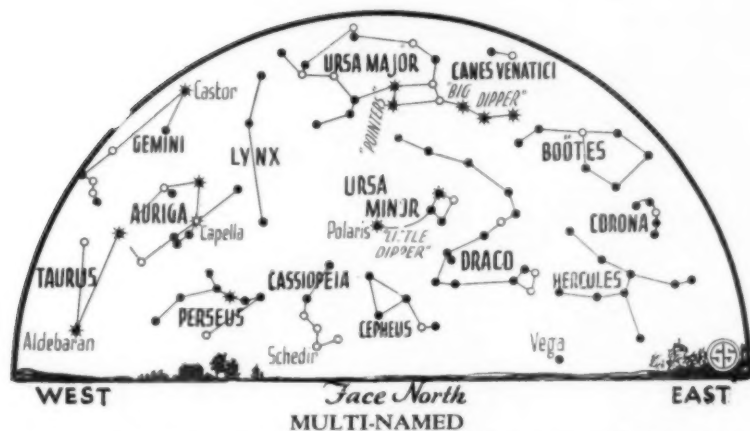 URSA MAJOR
CANES VENATICI
"BIG DIPPER"
"POINTERS"
Castor
GEMINI
LYNX
BOÖTES
URSA
MINOR
AURIGA
Capella
Polaris
"LITTLE
DIPPER"
CORONA
DRACO
TAURUS
CASSIOPEIA
HERCULES
PERSEUS
CEPHEUS
Aldebaran
Schedir
Vega
SS
WEST
Face North
EAST
MULTI-NAMED